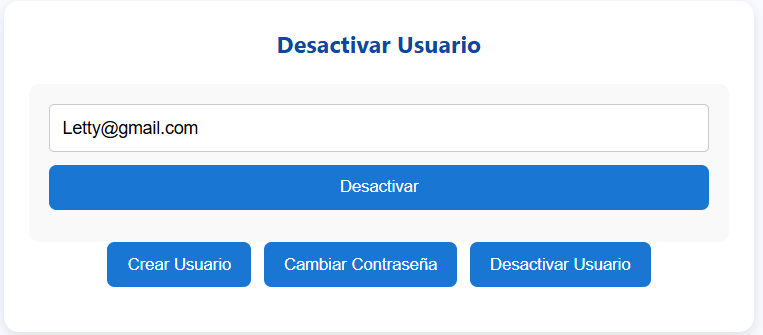 Desactivar Usuario
Letty@gmail.com
Desactivar
Crear Usuario Cambiar Contraseña Desactivar Usuario